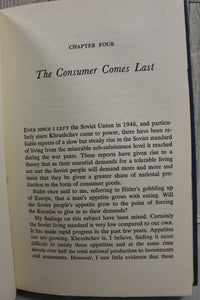 CHAPTER FOUR
The Consumer Comes Last
EVER SINCE I LEFT the Soviet Union in 1946, and particu-
larly since Khrushchev came to power, there have been re-
current reports of a slow but steady rise in the Soviet standard
of living from the miserable sub-subsistence level it reached
during the war. These reports have given rise to a
theory that as their essential demands for a tolerable living
are met the Soviet people will demand more and more and
do their best to enforce a greater share of national pro-
duction in the form of consumer goods.
Stalin once said to me, referring to Hitler's gobbling up
of Europe, that a man's appetite grows with eating. Will
the Soviet people's appetite grow to the point of forcing
the Kremlin to give in to their demands?
My findings on this subject have been mixed. Certainly
the Soviet living standard is very low compared to our own.
It has made rapid progress in the past few years. Appetites
are growing. Khrushchev is, I believe, finding it more
difficult to satisfy these appetites and at the same time
devote over half the total national production to investments
and armaments. However, I saw little evidence that these